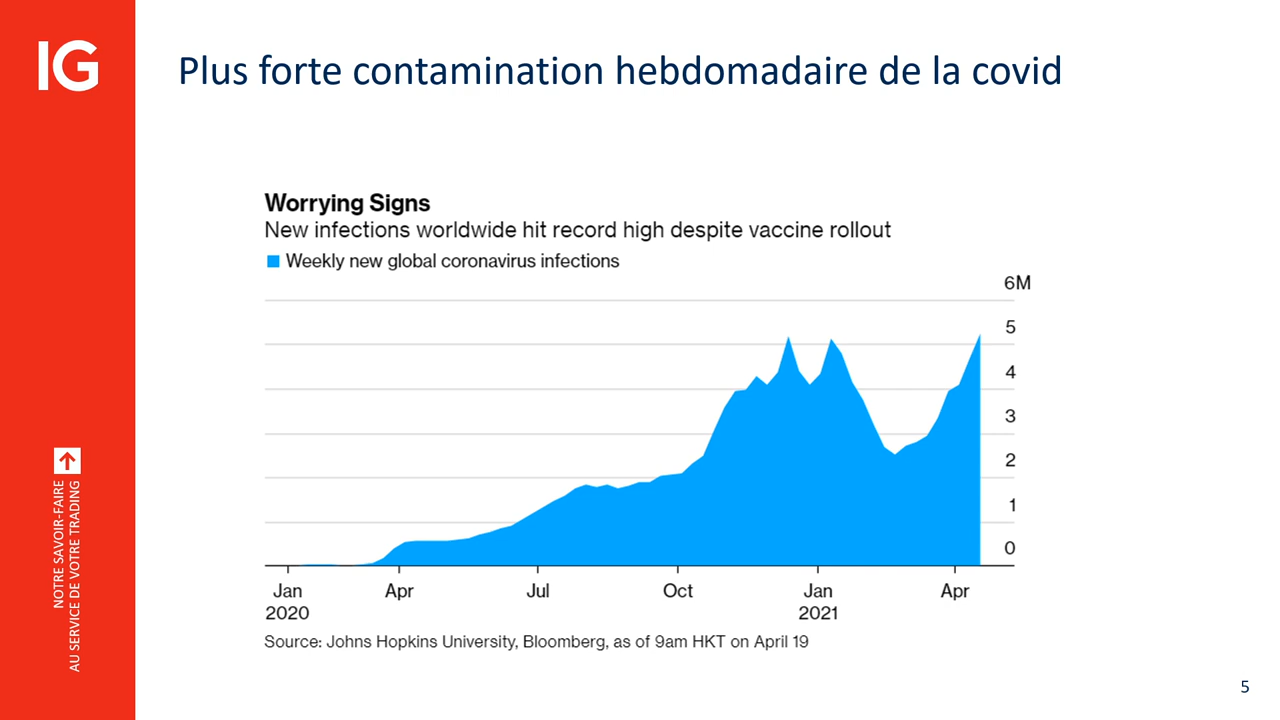 IG
Plus forte contamination hebdomadaire de la covid
Worrying Signs
New infections worldwide hit record high despite vaccine rollout
Weekly new global coronavirus infections
6M
5
4
3
2
1
0
Jan Apr Jul Oct Jan Apr
2020 2021
Source: Johns Hopkins University, Bloomberg, as of 9am HKT on April 19
NOTRE SAVOIR-FAIRE
AU SERVICE DE VOTRE TRADING
5